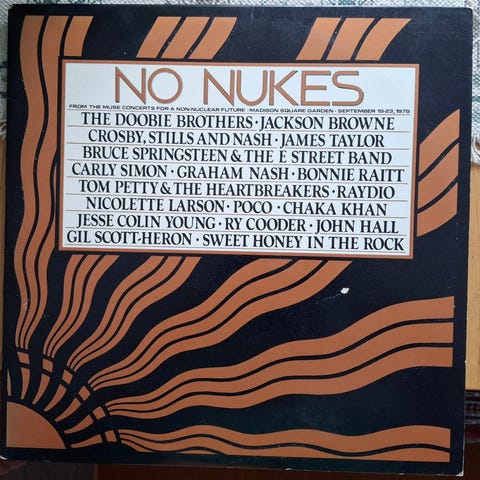 NO NUKES
FROM THE MUSE CONCERTS FOR A NON-NUCLEAR FUTURE • MADISON SQUARE GARDEN • SEPTEMBER 19-23, 1979
THE DOOBIE BROTHERS • JACKSON BROWNE
CROSBY, STILLS AND NASH • JAMES TAYLOR
BRUCE SPRINGSTEEN & THE E STREET BAND
CARLY SIMON • GRAHAM NASH • BONNIE RAITT
TOM PETTY & THE HEARTBREAKERS • RAYDIO
NICOLETTE LARSON • POCO • CHAKA KHAN
JESSE COLIN YOUNG • RY COODER • JOHN HALL
GIL SCOTT-HERON • SWEET HONEY IN THE ROCK